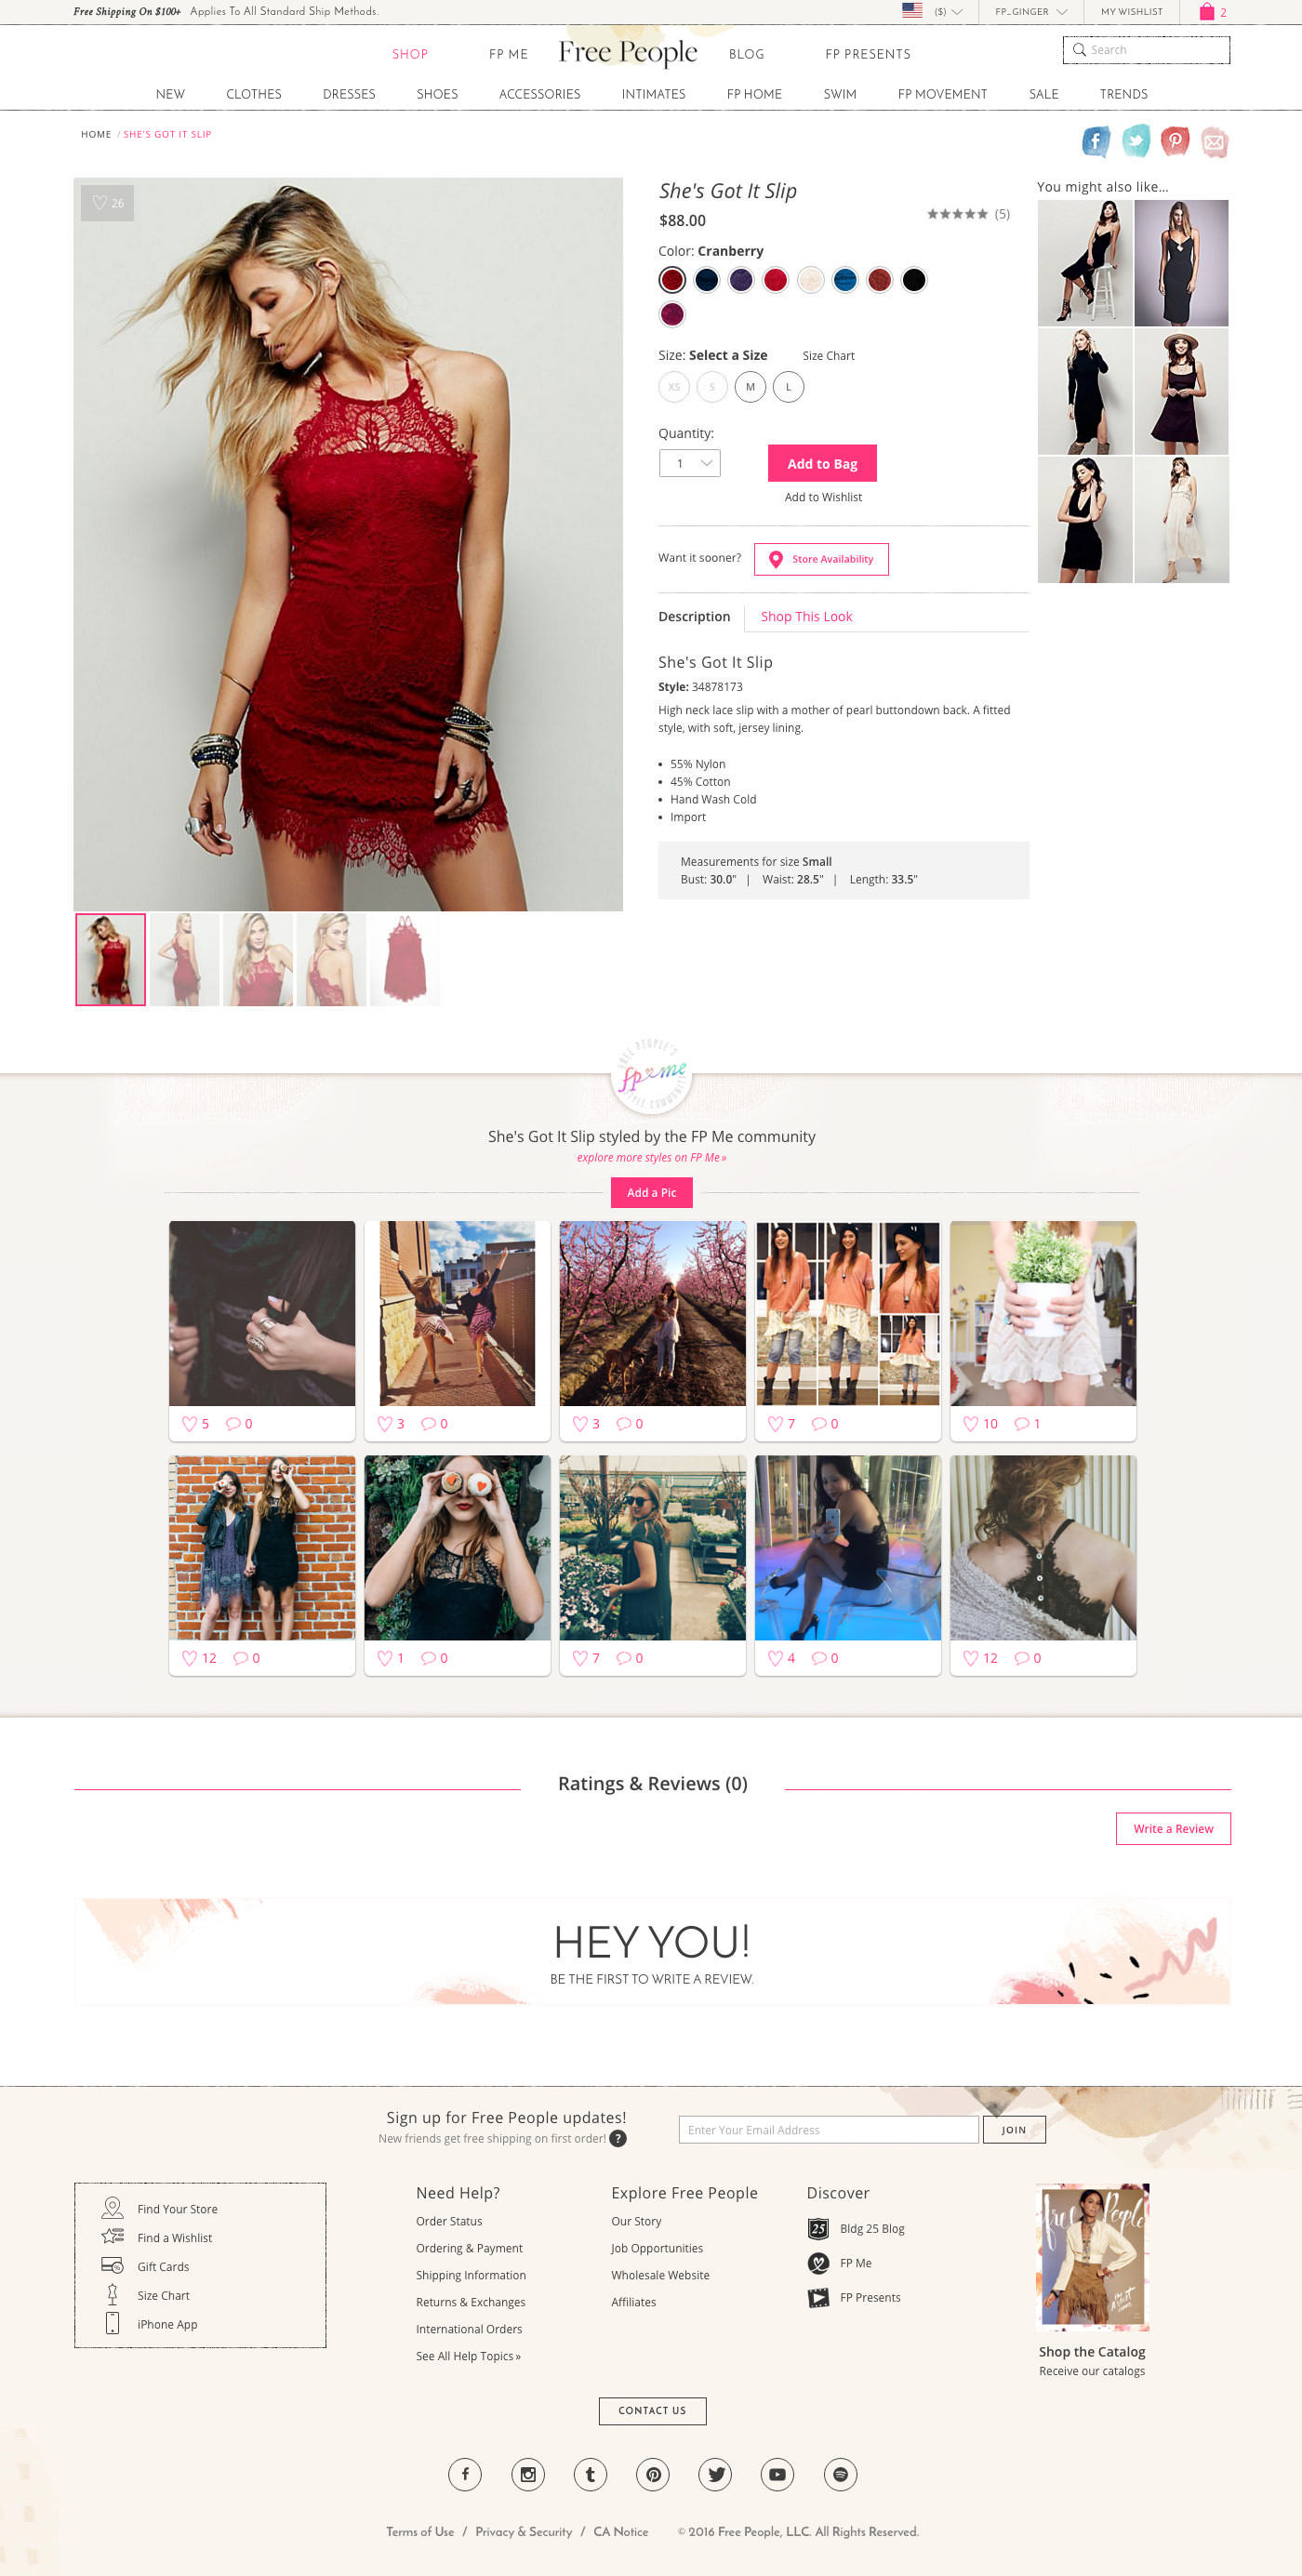 Free Shipping On $100+ Applies To All Standard Ship Methods.
($)
FP_GINGER
MY WISHLIST
2
SHOP
FP ME
Free People
BLOG
FP PRESENTS
Search
NEW
CLOTHES
DRESSES
SHOES
ACCESSORIES
INTIMATES
FP HOME
SWIM
FP MOVEMENT
SALE
TRENDS
HOME / SHE'S GOT IT SLIP
26
She's Got It Slip
$88.00
(5)
Color: Cranberry
Size: Select a Size
Size Chart
XS
S
M
L
Quantity:
1
Add to Bag
Add to Wishlist
Want it sooner?
Store Availability
Description
Shop This Look
She's Got It Slip
Style: 34878173
High neck lace slip with a mother of pearl buttondown back. A fitted
style, with soft, jersey lining.
• 55% Nylon
• 45% Cotton
• Hand Wash Cold
• Import
Measurements for size Small
Bust: 30.0" | Waist: 28.5" | Length: 33.5"
You might also like...
FREE PEOPLE'S
fp me
STYLE COMMUNITY
She's Got It Slip styled by the FP Me community
explore more styles on FP Me »
Add a Pic
5 0
3 0
3 0
7 0
10 1
12 0
1 0
7 0
4 0
12 0
Ratings & Reviews (0)
Write a Review
HEY YOU!
BE THE FIRST TO WRITE A REVIEW.
Sign up for Free People updates!
New friends get free shipping on first order! ?
Enter Your Email Address
JOIN
Find Your Store
Find a Wishlist
Gift Cards
Size Chart
iPhone App
Need Help?
Order Status
Ordering & Payment
Shipping Information
Returns & Exchanges
International Orders
See All Help Topics »
Explore Free People
Our Story
Job Opportunities
Wholesale Website
Affiliates
Discover
25
Bldg 25 Blog
FP Me
FP Presents
free People
Shop the Catalog
Receive our catalogs
CONTACT US
Terms of Use / Privacy & Security / CA Notice © 2016 Free People, LLC. All Rights Reserved.